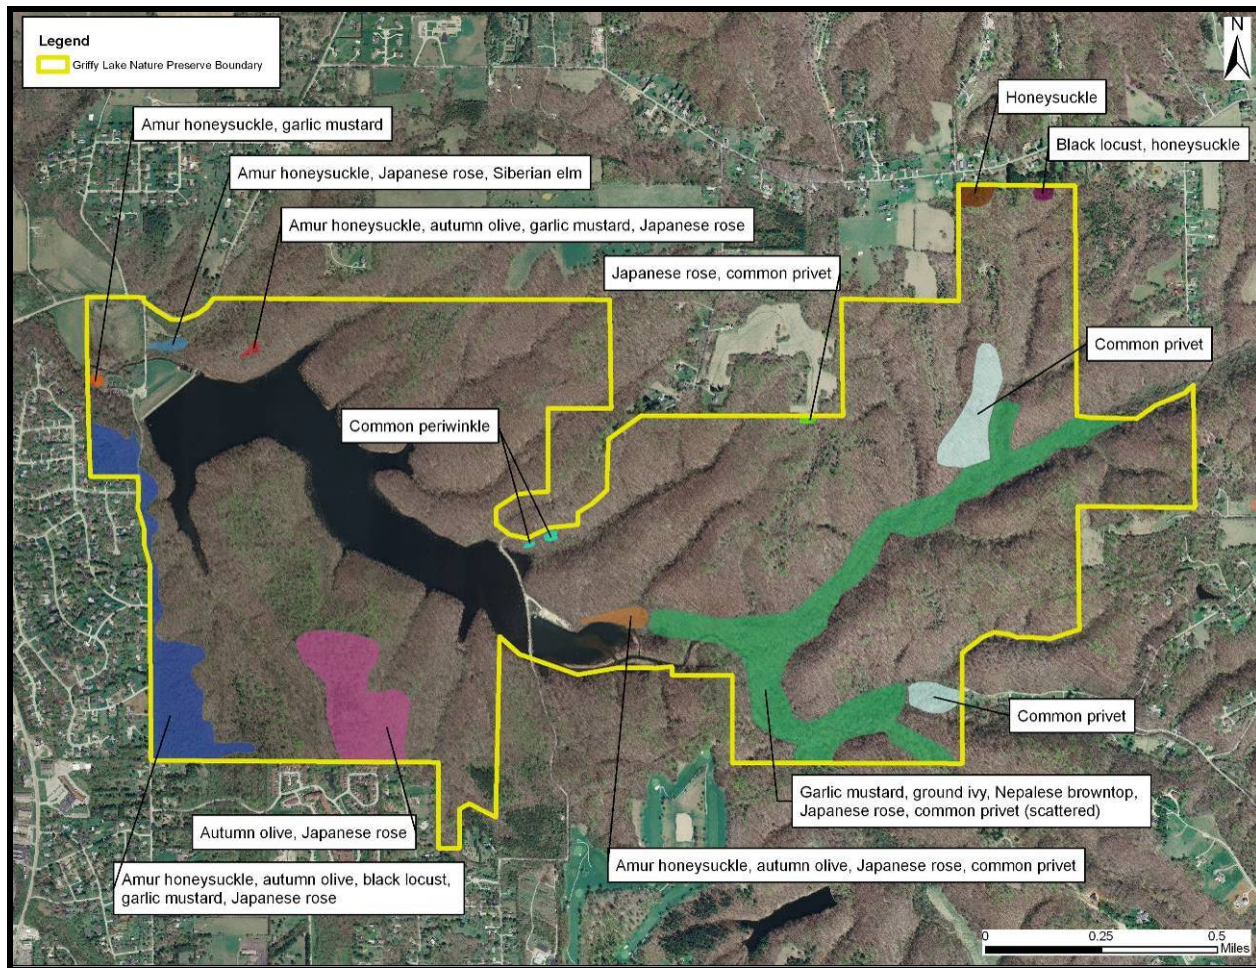 Legend
Griffy Lake Nature Preserve Boundary
N
Honeysuckle
Amur honeysuckle, garlic mustard
Black locust, honeysuckle
Amur honeysuckle, Japanese rose, Siberian elm
Amur honeysuckle, autumn olive, garlic mustard, Japanese rose
Japanese rose, common privet
Common privet
Common periwinkle
Common privet
Garlic mustard, ground ivy, Nepalese browntop,
Japanese rose, common privet (scattered)
Autumn olive, Japanese rose
Amur honeysuckle, autumn olive, Japanese rose, common privet
Amur honeysuckle, autumn olive, black locust,
garlic mustard, Japanese rose
0 0.25 0.5
Miles